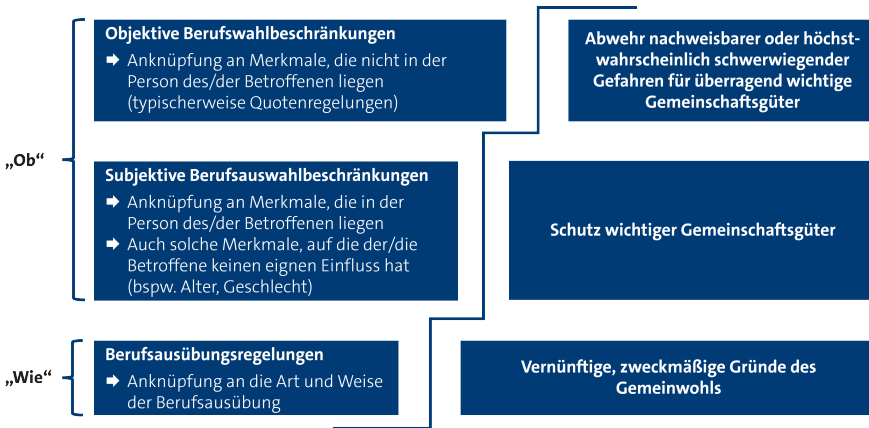 Objektive Berufswahlbeschränkungen
➡ Anknüpfung an Merkmale, die nicht in der
Person des/der Betroffenen liegen
(typischerweise Quotenregelungen)
Abwehr nachweisbarer oder höchst-
wahrscheinlich schwerwiegender
Gefahren für überragend wichtige
Gemeinschaftsgüter
„Ob“
Subjektive Berufsauswahlbeschränkungen
➡ Anknüpfung an Merkmale, die in der
Person des/der Betroffenen liegen
➡ Auch solche Merkmale, auf die der/die
Betroffene keinen eignen Einfluss hat
(bspw. Alter, Geschlecht)
Schutz wichtiger Gemeinschaftsgüter
„Wie“
Berufsausübungsregelungen
➡ Anknüpfung an die Art und Weise
der Berufsausübung
Vernünftige, zweckmäßige Gründe des
Gemeinwohls